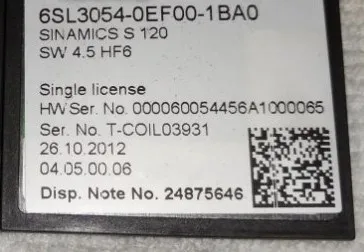 6SL3054-0EF00-1BA0
SINAMICS S 120
SW 4.5 HF6
Single license
HW Ser. No. 000060054456A1000065
Ser. No. T-COIL03931
26.10.2012
04.05.00.06
Disp. Note No. 24875646